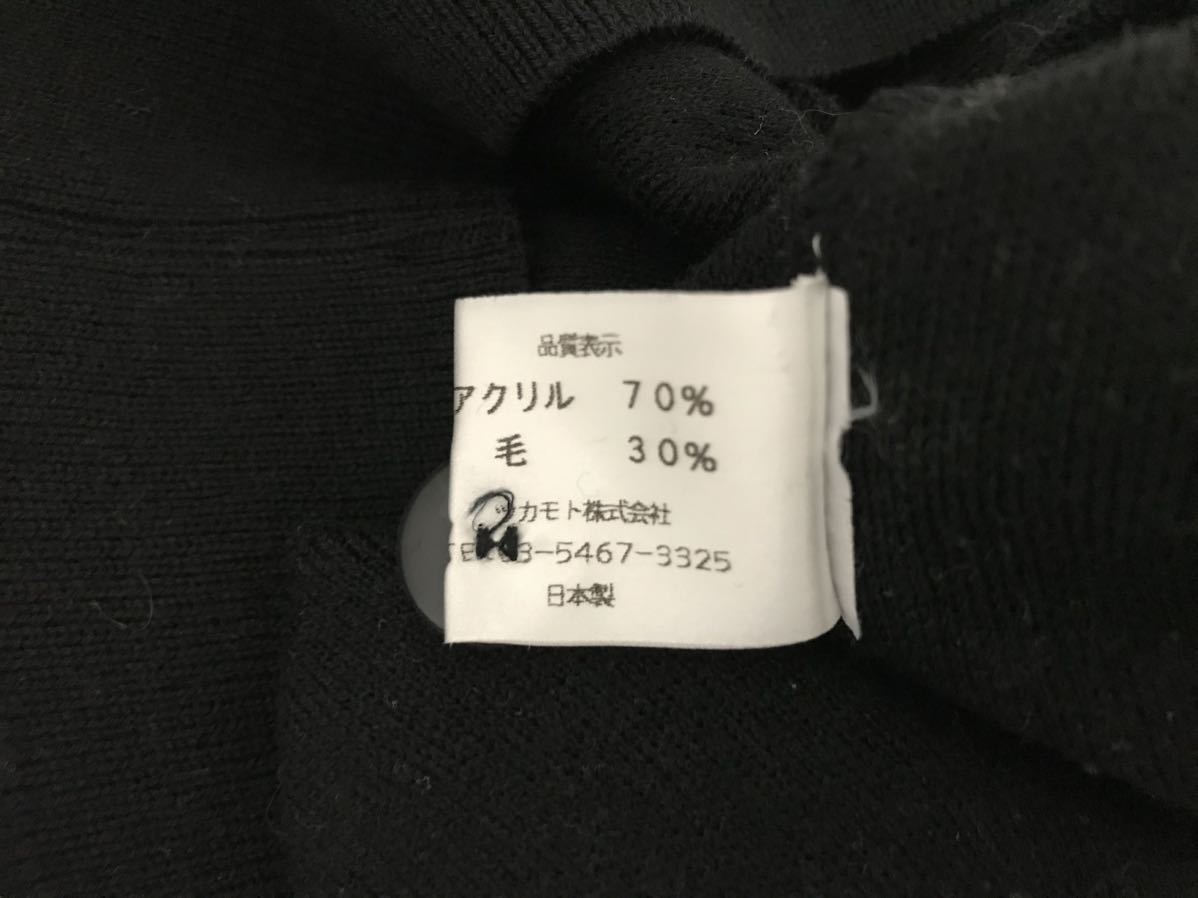 品質表示
アクリル 70%
毛 30%
カモト株式会社
3-5467-3325
日本製